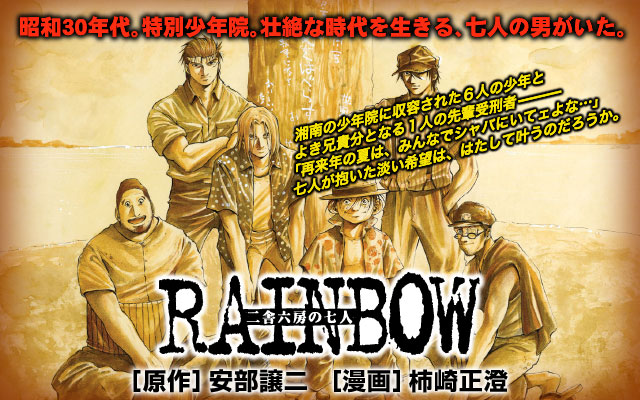 昭和30年代。特別少年院。壮絶な時代を生きる、七人の男がいた。
湘南の少年院に収容された6人の少年と
よき兄貴分となる1人の先輩受刑者―――
「再来年の夏は、みんなでシャバにいてェよな…」
七人が抱いた淡い希望は、はたして叶うのだろうか。
RAINBOW
二舎六房の七人
[原作] 安部譲二 [漫画] 柿崎正澄